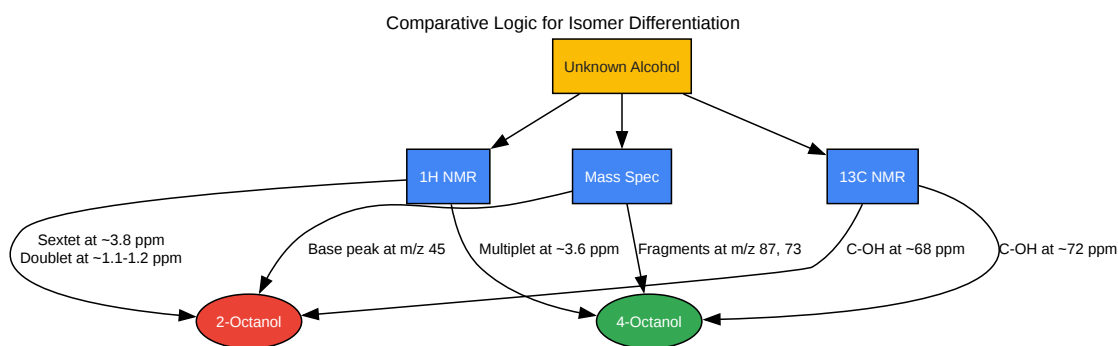 Comparative Logic for Isomer Differentiation
Unknown Alcohol
1H NMR
Mass Spec
13C NMR
Sextet at ~3.8 ppm
Doublet at ~1.1-1.2 ppm
Base peak at m/z 45
Multiplet at ~3.6 ppm
Fragments at m/z 87, 73
C-OH at ~68 ppm
C-OH at ~72 ppm
2-Octanol
4-Octanol